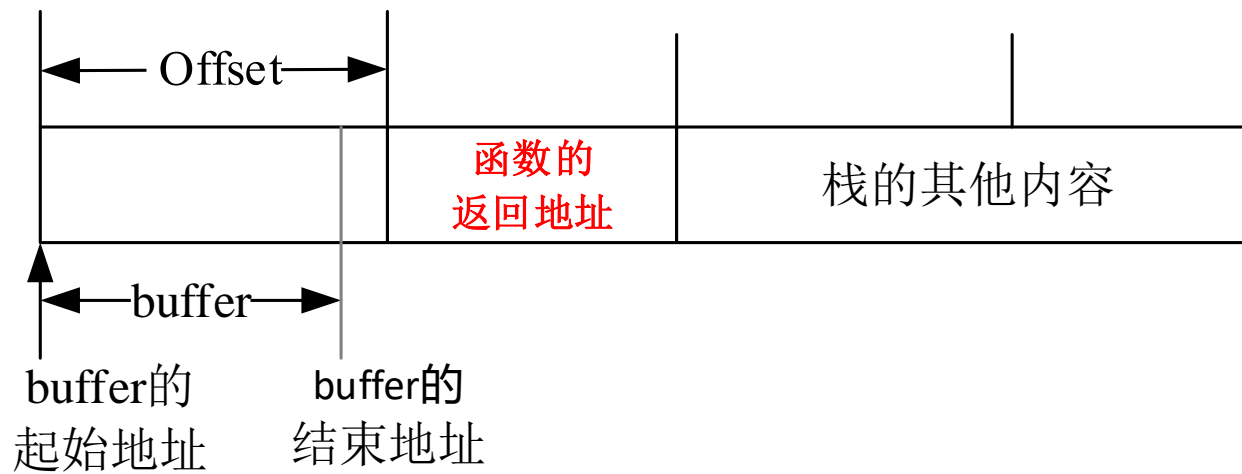 Offset
函数的
返回地址
栈的其他内容
buffer
buffer的
起始地址
buffer的
结束地址